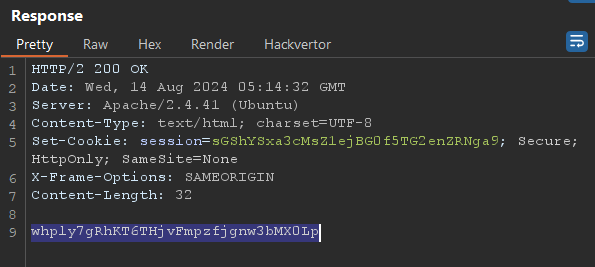 Response
Pretty Raw Hex Render Hackvertor
1 HTTP/2 200 OK
2 Date: Wed, 14 Aug 2024 05:14:32 GMT
3 Server: Apache/2.4.41 (Ubuntu)
4 Content-Type: text/html; charset=UTF-8
5 Set-Cookie: session=sGShYSxa3cMsZlejBG0f5TG2enZRNga9; Secure;
HttpOnly; SameSite=None
6 X-Frame-Options: SAMEORIGIN
7 Content-Length: 32
8
9 whply7gRhKT6THjvFmpzfjgnw3bMX0Lp